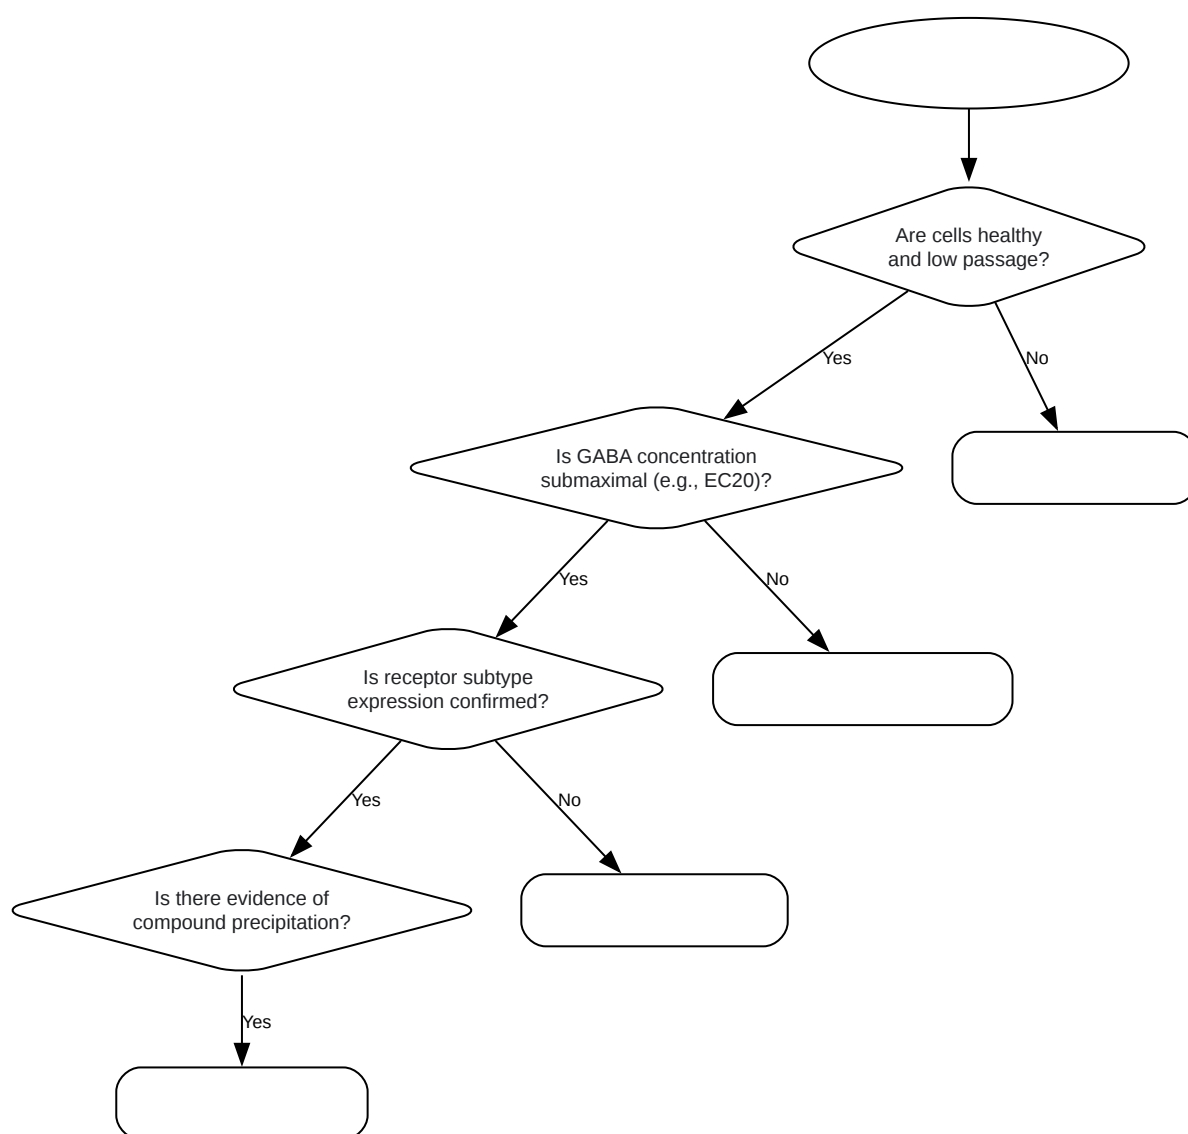 Are cells healthy
and low passage?
Yes
No
Is GABA concentration
submaximal (e.g., EC20)?
Yes
No
Is receptor subtype
expression confirmed?
Yes
No
Is there evidence of
compound precipitation?
Yes